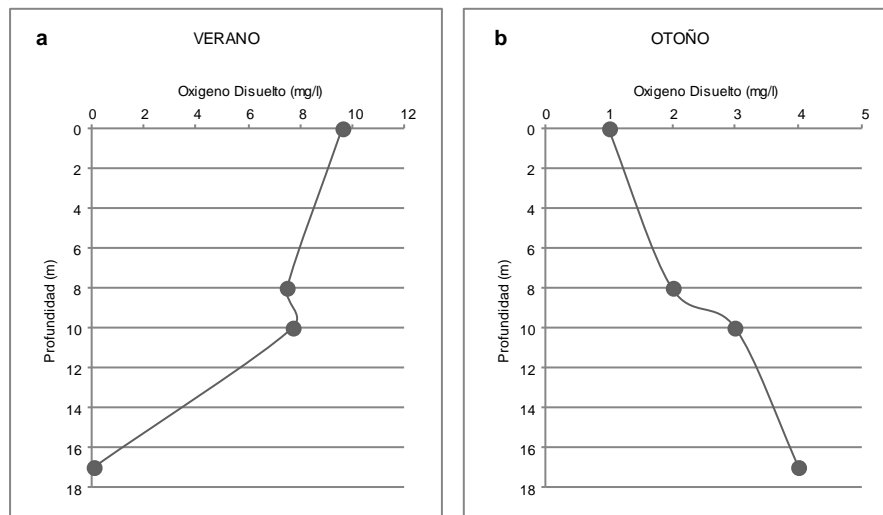 a
VERANO
Oxigeno Disuelto (mg/l)
0 2 4 6 8 10 12
0
2
4
6
8
10
12
14
16
18
Profundidad (m)
b
OTOÑO
Oxigeno Disuelto (mg/l)
0 1 2 3 4 5
0
2
4
6
8
10
12
14
16
18
Profundidad (m)